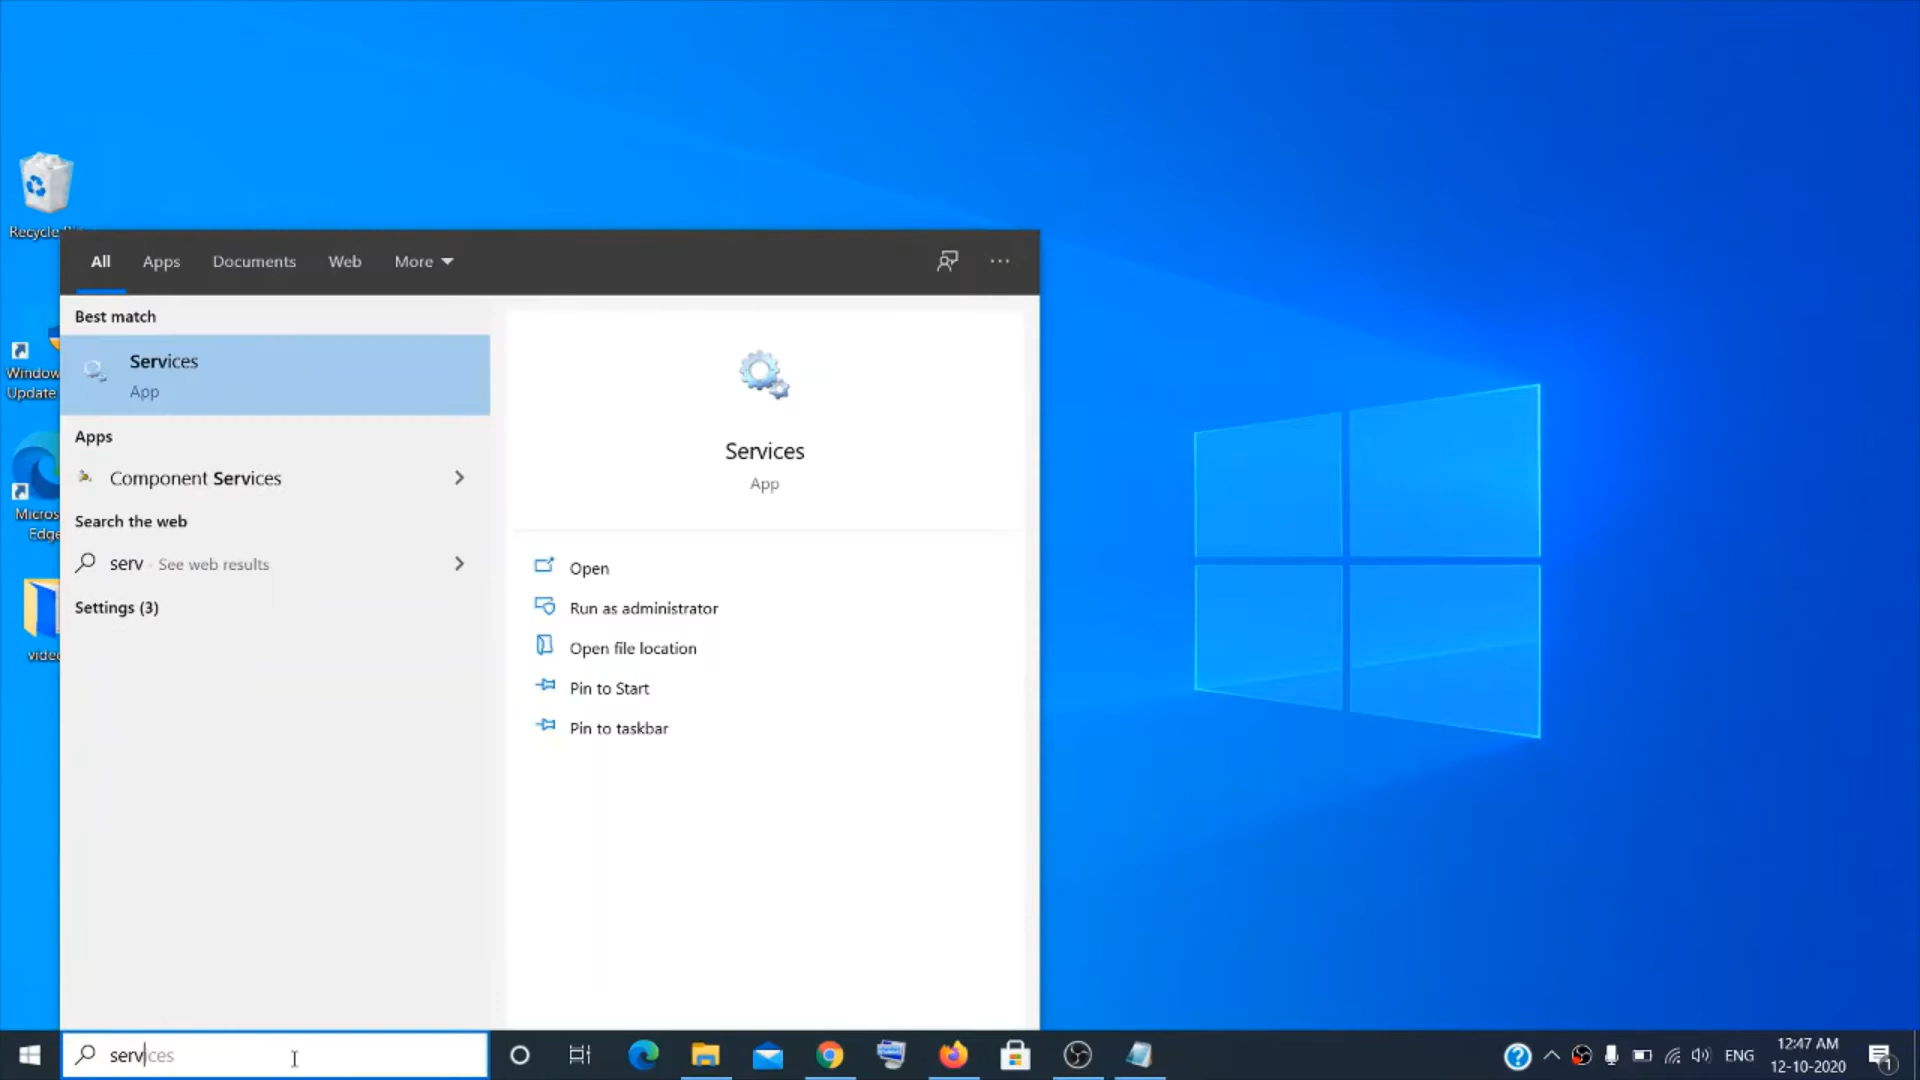 Recycle
Window
Update
Micros
Edge
video
All Apps Documents Web More
Best match
Services
App
Apps
Component Services
Search the web
serv - See web results
Settings (3)
Services
App
Open
Run as administrator
Open file location
Pin to Start
Pin to taskbar
services
ENG
12:47 AM
12-10-2020
1